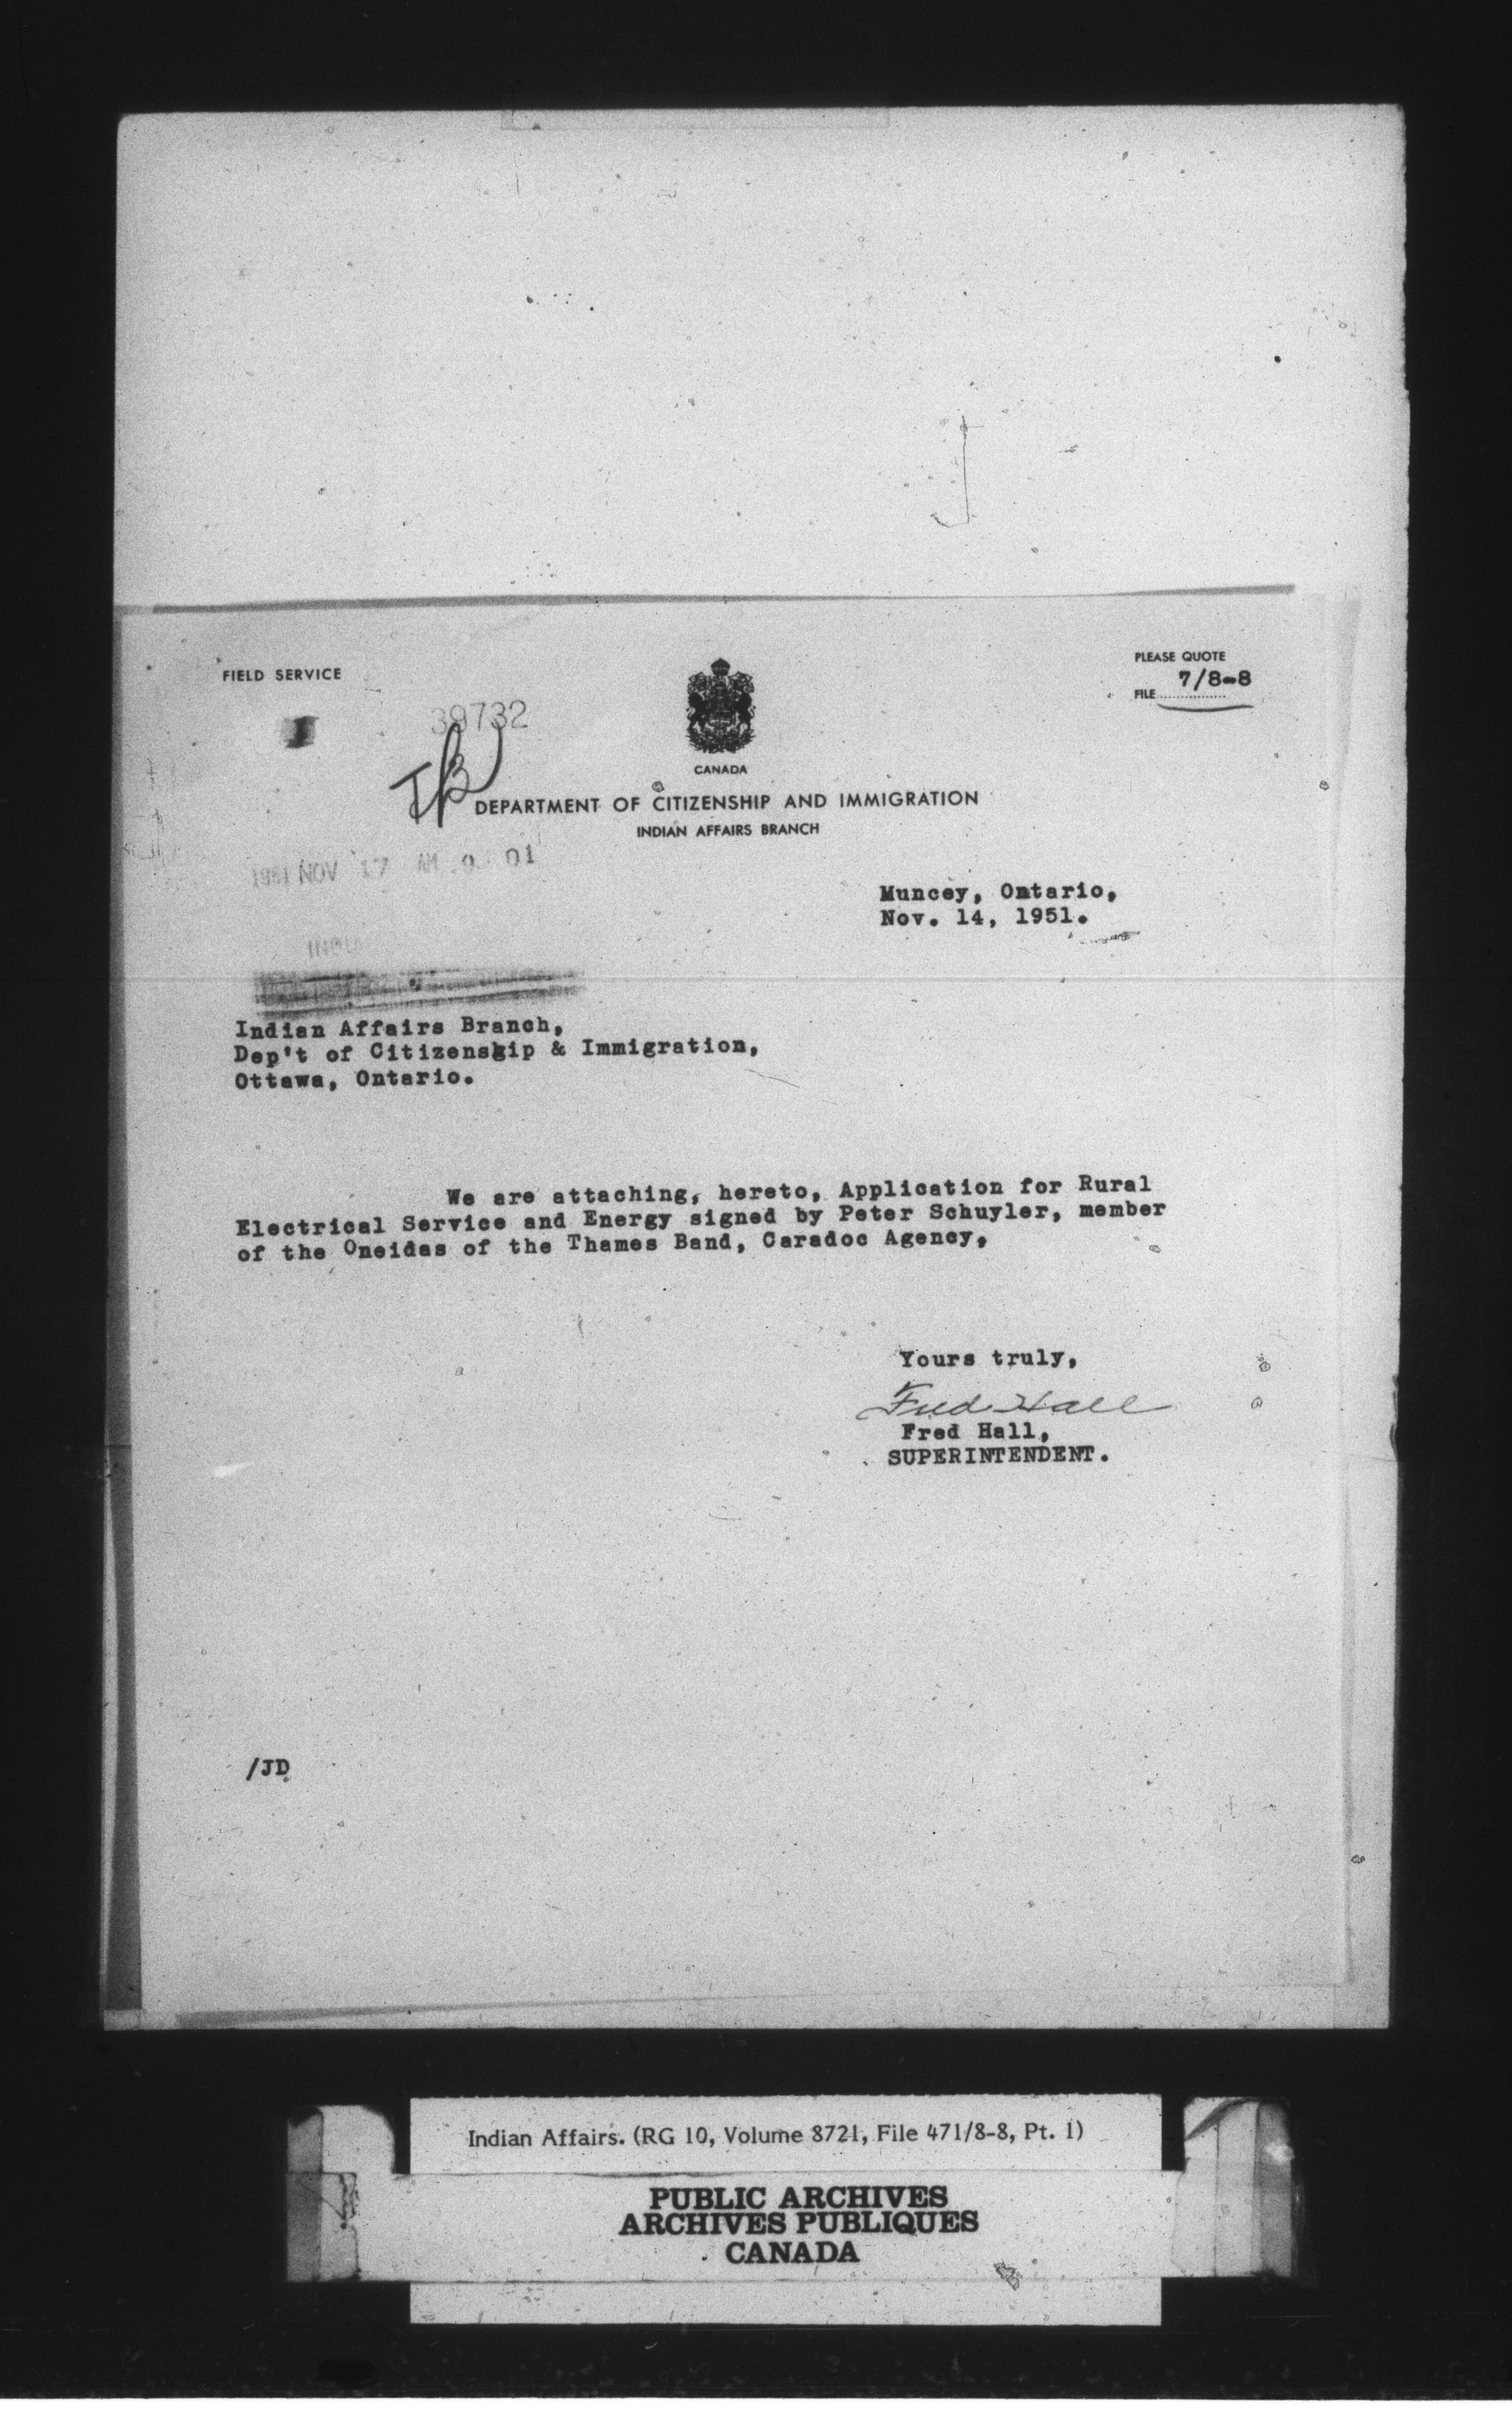 FIELD SERVICE
PLEASE QUOTE
7/8-8
FILE
39732
CANADA
DEPARTMENT OF CITIZENSHIP AND IMMIGRATION
INDIAN AFFAIRS BRANCH
1951 NOV 17 AM 9 01
Muncey, Ontario,
Nov. 14, 1951.
Indian Affairs Branch,
Dep't of Citizenship & Immigration,
Ottawa, Ontario.
We are attaching, hereto, Application for Rural
Electrical Service and Energy signed by Peter Schuyler, member
of the Oneidas of the Thames Band, Caradoc Agency,
Yours truly,
Fred Hall
Fred Hall,
SUPERINTENDENT.
/JD
Indian Affairs. (RG 10, Volume 8721, File 471/8-8, Pt. 1)
PUBLIC ARCHIVES
ARCHIVES PUBLIQUES
CANADA